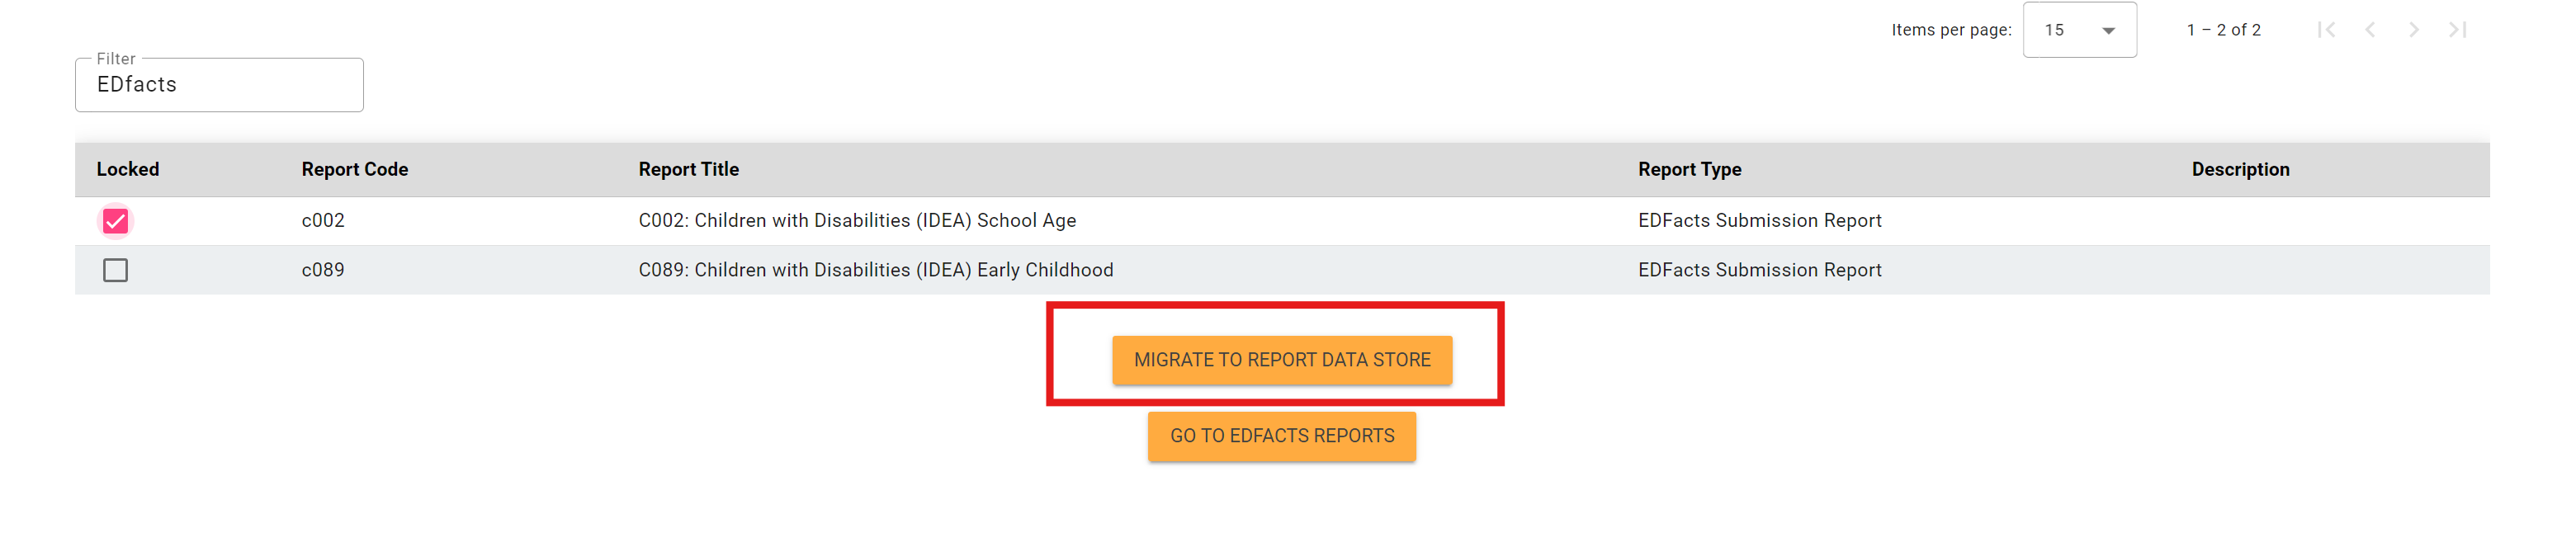 Items per page: 15 1 – 2 of 2
Filter
EDfacts
Locked Report Code Report Title Report Type Description
c002 C002: Children with Disabilities (IDEA) School Age EDFacts Submission Report
c089 C089: Children with Disabilities (IDEA) Early Childhood EDFacts Submission Report
MIGRATE TO REPORT DATA STORE
GO TO EDFACTS REPORTS